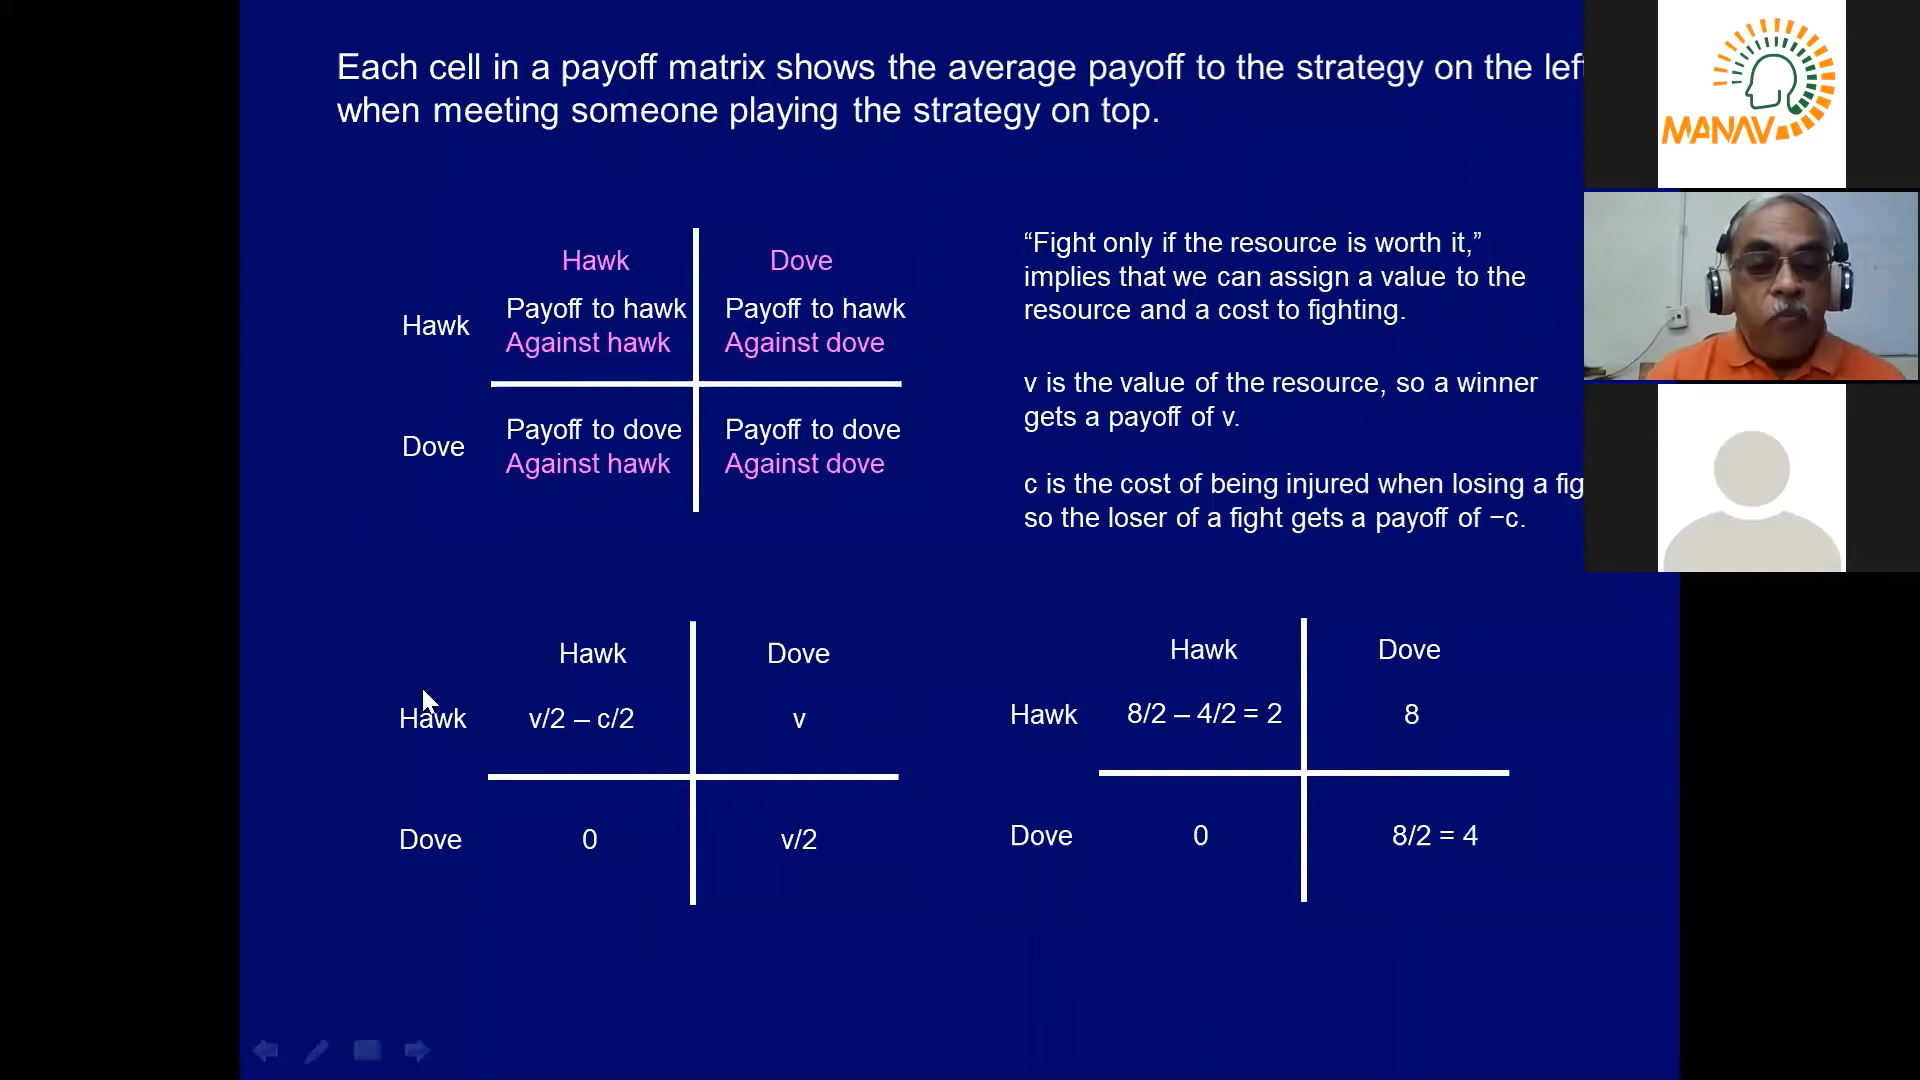 Each cell in a payoff matrix shows the average payoff to the strategy on the left
when meeting someone playing the strategy on top.
Hawk Dove
Hawk Payoff to hawk Payoff to hawk
Against hawk Against dove
Dove Payoff to dove Payoff to dove
Against hawk Against dove
“Fight only if the resource is worth it,”
implies that we can assign a value to the
resource and a cost to fighting.
v is the value of the resource, so a winner
gets a payoff of v.
c is the cost of being injured when losing a fig
so the loser of a fight gets a payoff of −c.
Hawk Dove
Hawk v/2 – c/2 v
Dove 0 v/2
Hawk Dove
Hawk 8/2 – 4/2 = 2 8
Dove 0 8/2 = 4
MANAV